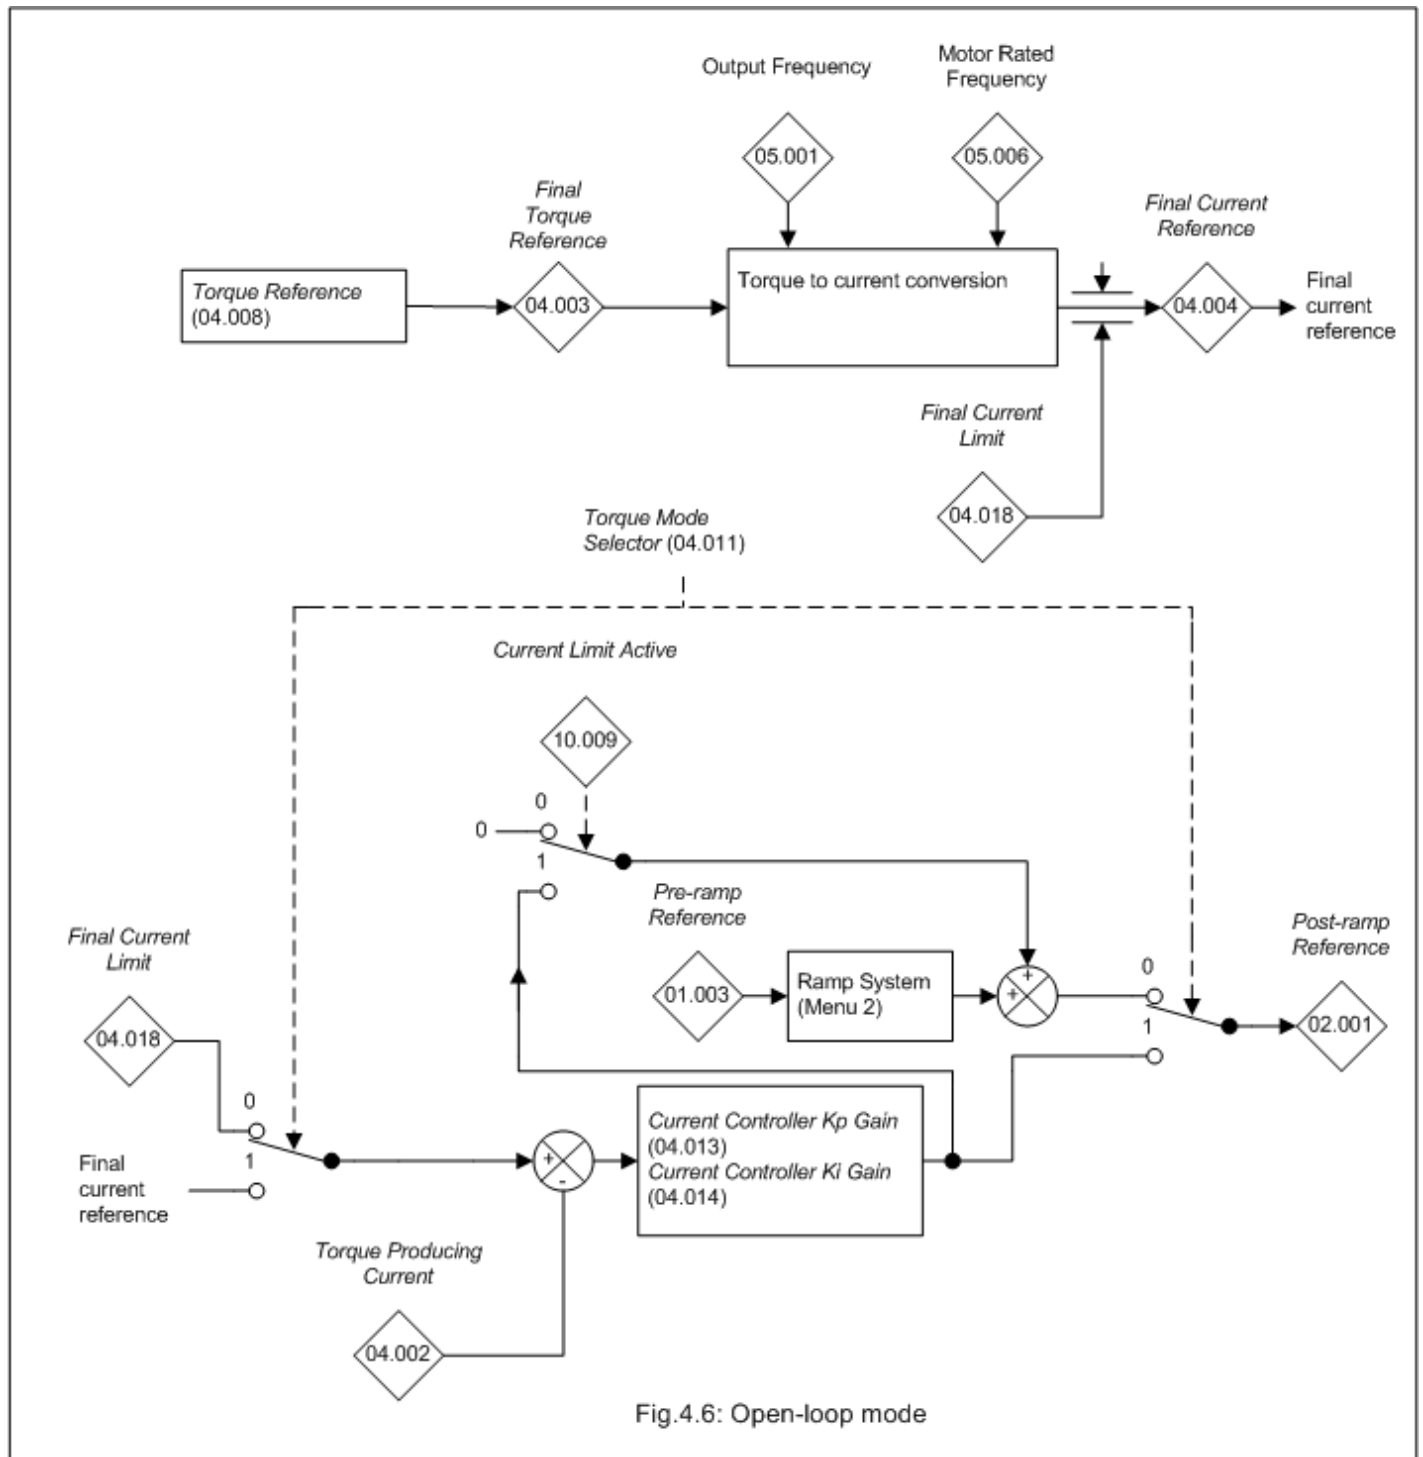 Output Frequency
Motor Rated
Frequency
05.001
05.006
Final
Torque
Reference
Final Current
Reference
Torque Reference
(04.008)
04.003
Torque to current conversion
04.004
Final
current
reference
Final Current
Limit
04.018
Torque Mode
Selector (04.011)
Current Limit Active
10.009
0
0
1
Pre-ramp
Reference
Final Current
Limit
Post-ramp
Reference
01.003
Ramp System
(Menu 2)
+
+
0
1
02.001
04.018
0
1
Final
current
reference
+
-
Current Controller Kp Gain
(04.013)
Current Controller Ki Gain
(04.014)
Torque Producing
Current
04.002
Fig.4.6: Open-loop mode